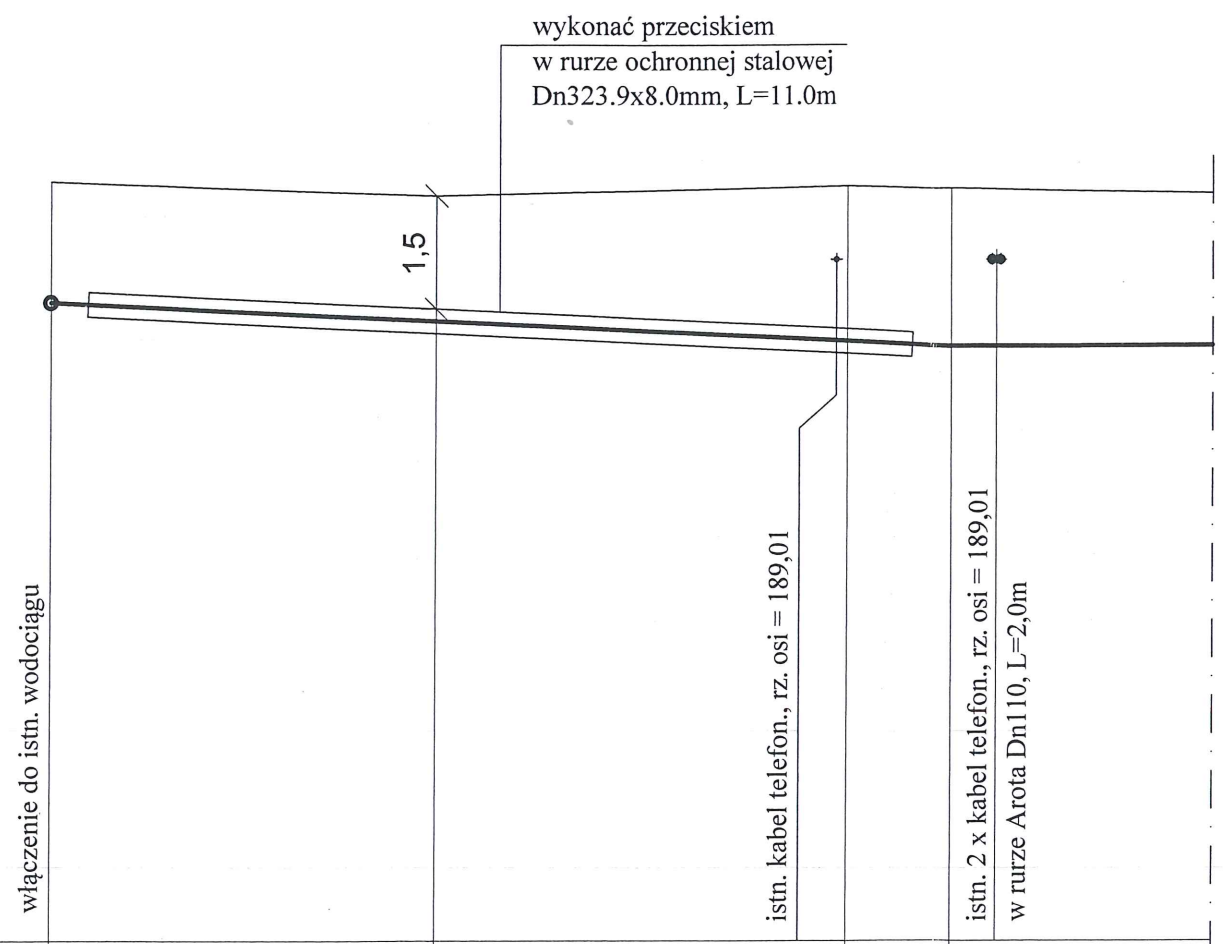 wykonać przeciskiem
w rurze ochronnej stalowej
Dn323.9x8.0mm, L=11.0m
1,5
włączenie do istn. wodociągu
istn. kabel telefon., rz. osi = 189,01
istn. 2 x kabel telefon., rz. osi = 189,01
w rurze Arota Dn110, L=2,0m